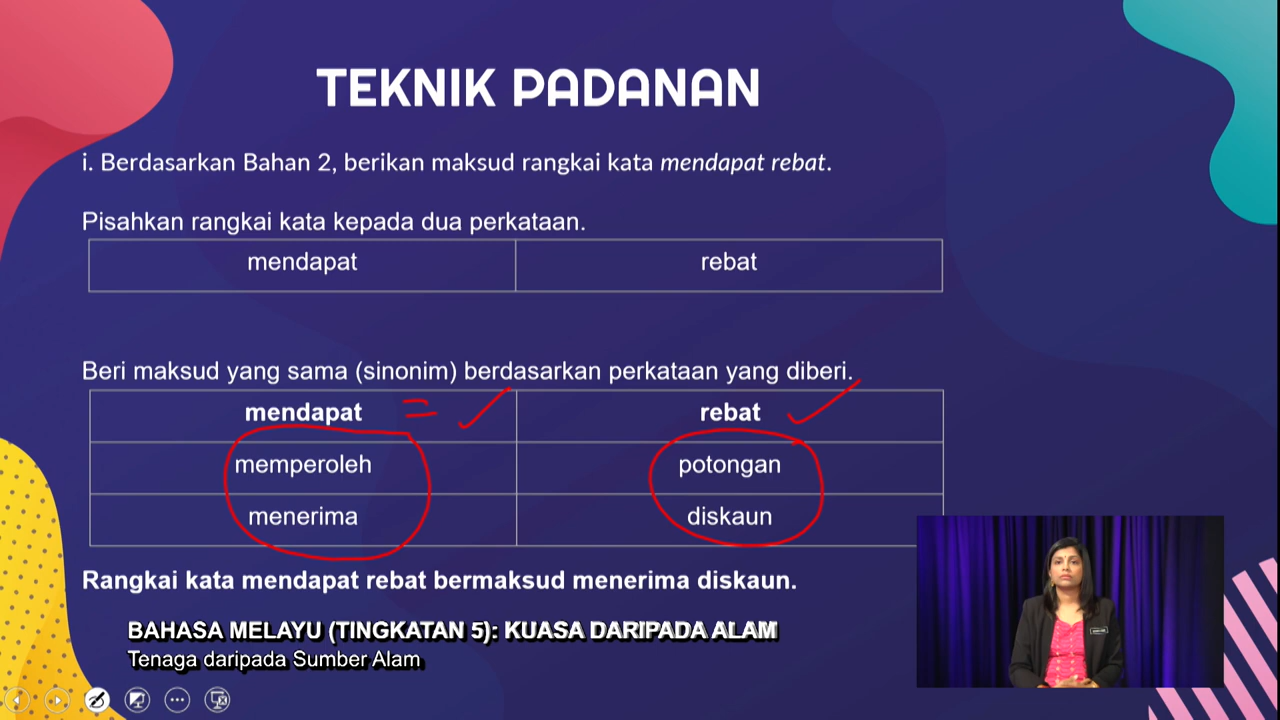 TEKNIK PADANAN
i. Berdasarkan Bahan 2, berikan maksud rangkai kata mendapat rebat.
Pisahkan rangkai kata kepada dua perkataan.
mendapat rebat
Beri maksud yang sama (sinonim) berdasarkan perkataan yang diberi.
mendapat = rebat
memperoleh potongan
menerima diskaun
Rangkai kata mendapat rebat bermaksud menerima diskaun.
BAHASA MELAYU (TINGKATAN 5): KUASA DARIPADA ALAM
Tenaga daripada Sumber Alam